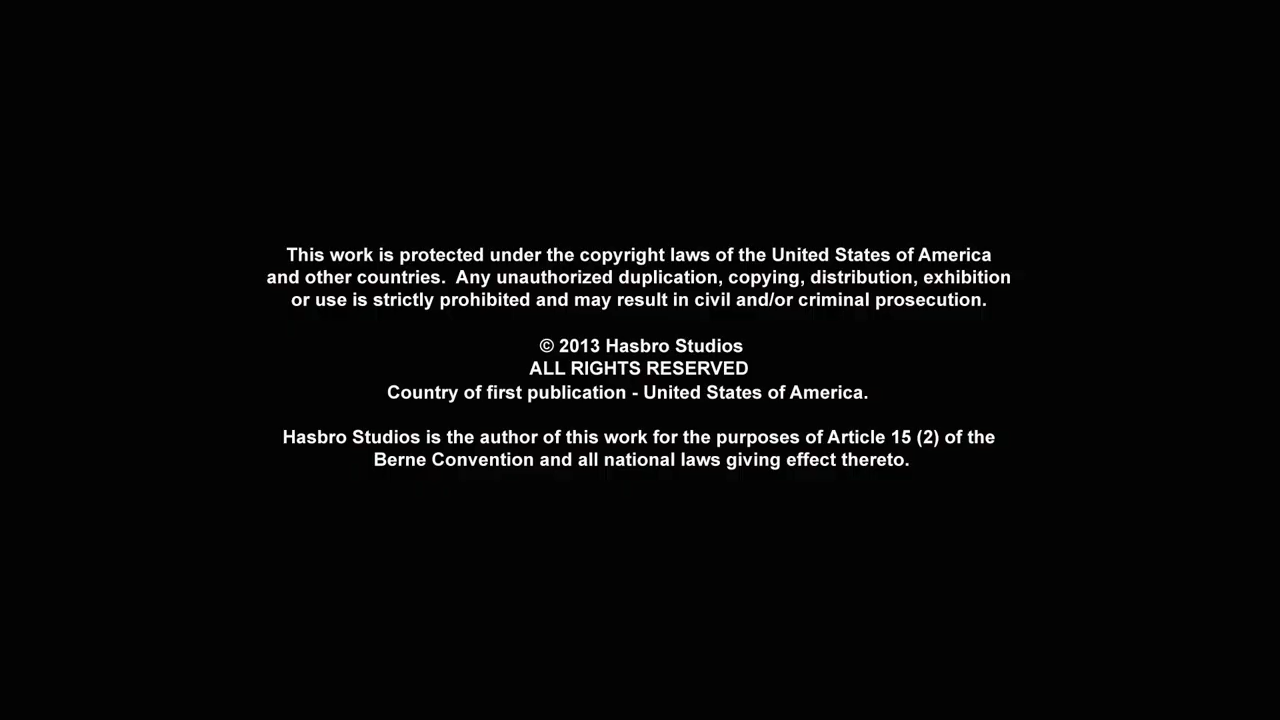 This work is protected under the copyright laws of the United States of America
and other countries.  Any unauthorized duplication, copying, distribution, exhibition
or use is strictly prohibited and may result in civil and/or criminal prosecution.
© 2013 Hasbro Studios
ALL RIGHTS RESERVED
Country of first publication - United States of America.
Hasbro Studios is the author of this work for the purposes of Article 15 (2) of the
Berne Convention and all national laws giving effect thereto.